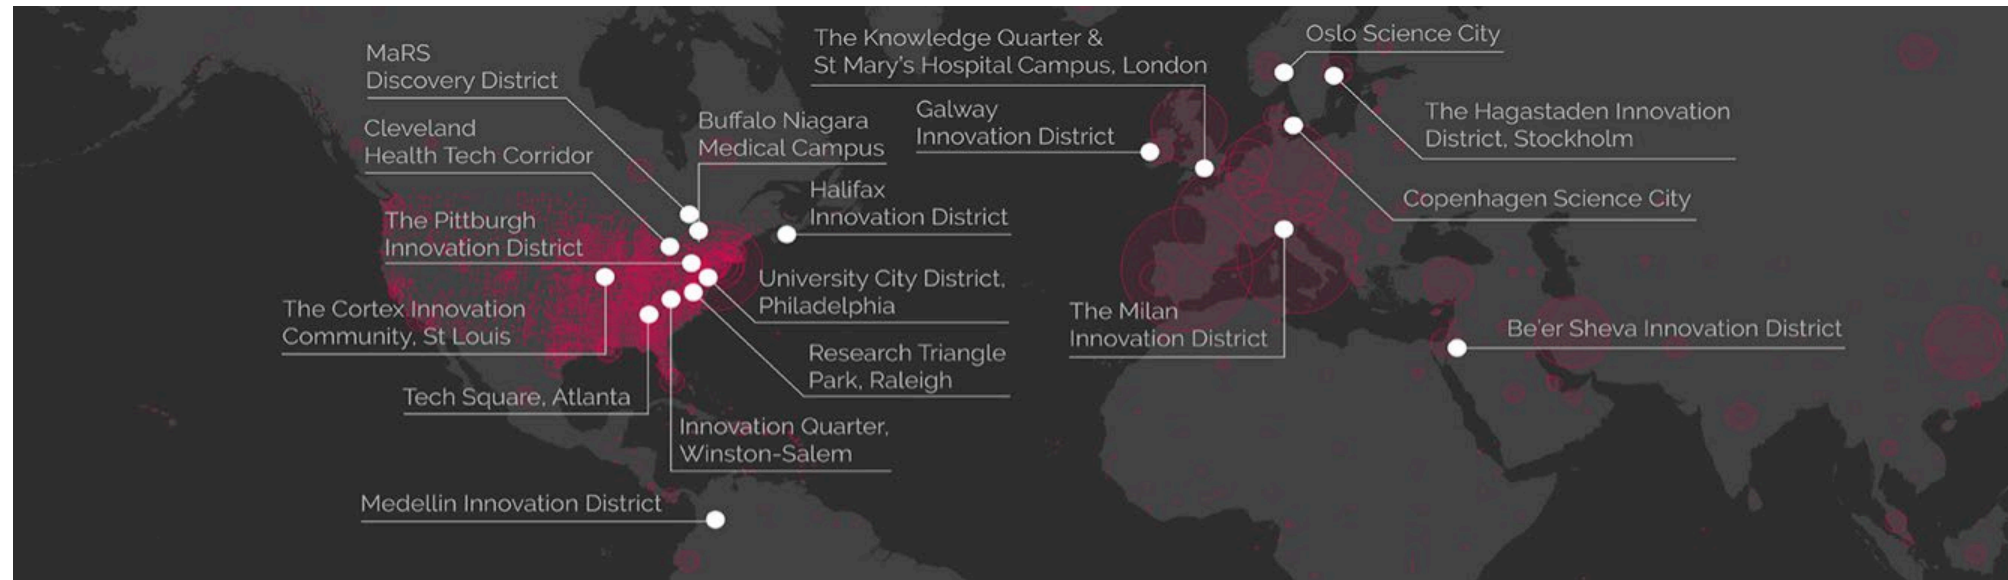 MaRS
Discovery District
Cleveland
Health Tech Corridor
The Pittburgh
Innovation District
The Cortex Innovation
Community, St Louis
Tech Square, Atlanta
Medellin Innovation District
Buffalo Niagara
Medical Campus
Halifax
Innovation District
University City District,
Philadelphia
Research Triangle
Park, Raleigh
Innovation Quarter,
Winston-Salem
The Knowledge Quarter &
St Mary's Hospital Campus, London
Galway
Innovation District
The Milan
Innovation District
Oslo Science City
The Hagastaden Innovation
District, Stockholm
Copenhagen Science City
Be'er Sheva Innovation District